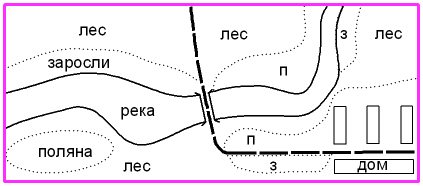 лес
лес
з
лес
заросли
п
река
п
поляна
лес
з
дом